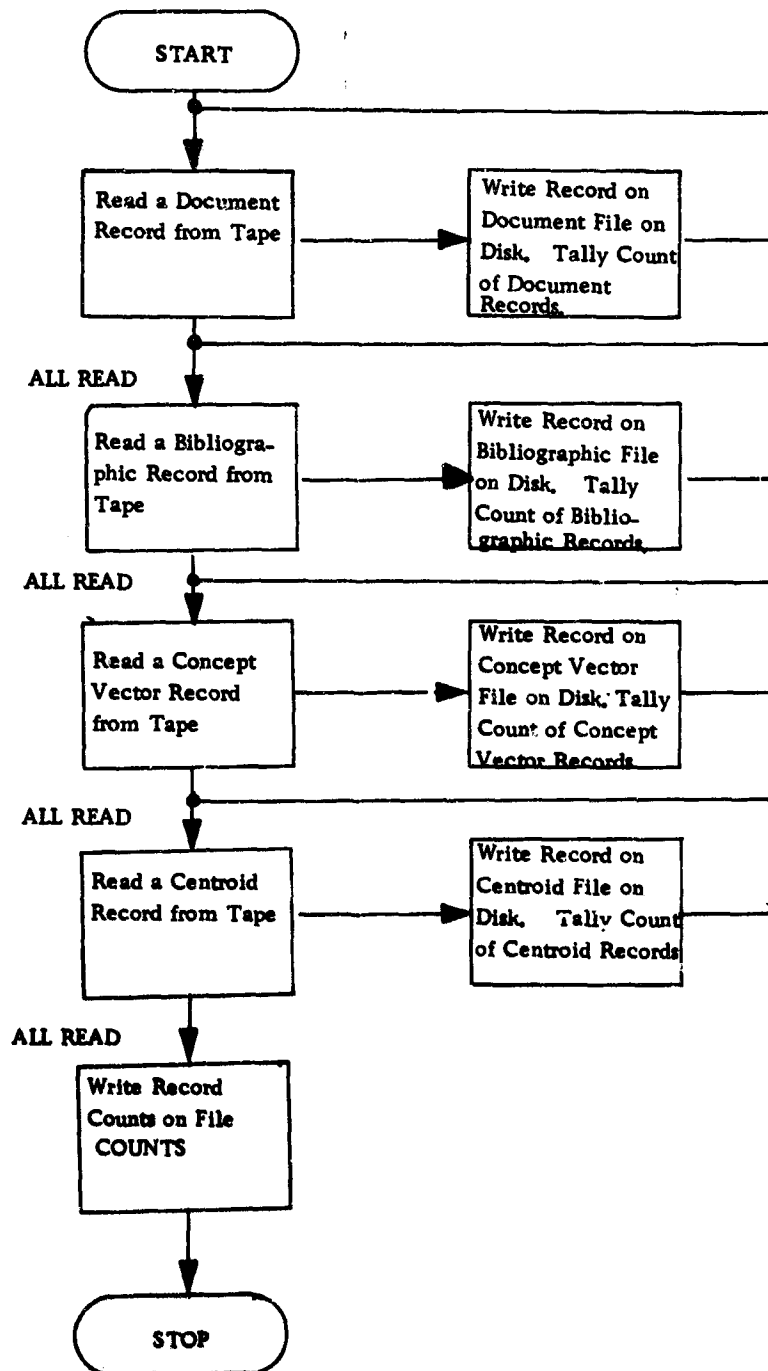 START
Read a Document
Record from Tape
Write Record on
Document File on
Disk. Tally Count
of Document
Records.
ALL READ
Read a Bibliogra-
phic Record from
Tape
Write Record on
Bibliographic File
on Disk. Tally
Count of Biblio-
graphic Records
ALL READ
Read a Concept
Vector Record
from Tape
Write Record on
Concept Vector
File on Disk. Tally
Count of Concept
Vector Records
ALL READ
Read a Centroid
Record from Tape
Write Record on
Centroid File on
Disk. Tally Count
of Centroid Records
ALL READ
Write Record
Counts on File
COUNTS
STOP